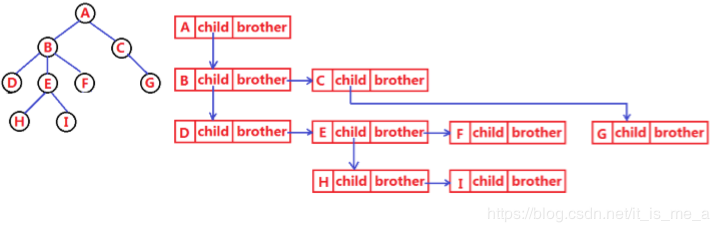 A
A child brother
B
C
B child brother
C child brother
D
E
F
G
D child brother
E child brother
F child brother
G child brother
H
I
H child brother
I child brother
https://blog.csdn.net/it_is_me_a